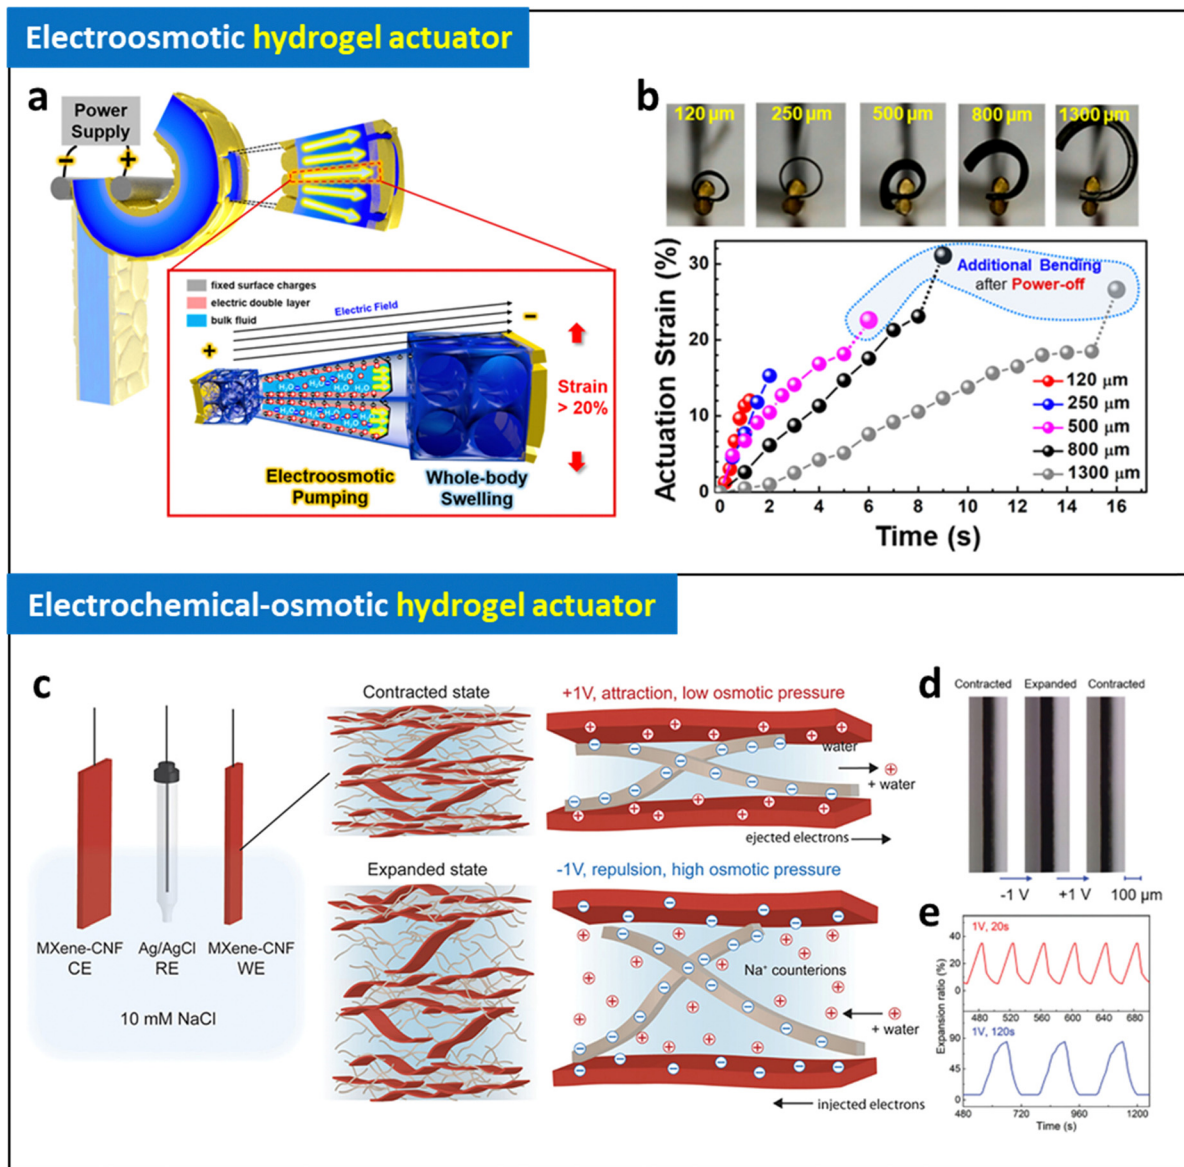 Electroosmotic hydrogel actuator
a
Power
Supply
−
+
fixed surface charges
electric double layer
bulk fluid
Electric Field
+
−
H₂O
H₂O
H₂O
H₂O
H₂O
H₂O
Strain
> 20%
Electroosmotic
Pumping
Whole-body
Swelling
b
120 μm
250 μm
500 μm
800 μm
1300 μm
Actuation Strain (%)
30
20
10
0
Additional Bending
after Power-off
120 μm
250 μm
500 μm
800 μm
1300 μm
0 2 4 6 8 10 12 14 16
Time (s)
Electrochemical-osmotic hydrogel actuator
c
MXene-CNF
CE
Ag/AgCl
RE
MXene-CNF
WE
10 mM NaCl
Contracted state
+1V, attraction, low osmotic pressure
water
+ water
ejected electrons
Expanded state
-1V, repulsion, high osmotic pressure
Na⁺ counterions
+ water
injected electrons
d
Contracted Expanded Contracted
-1 V +1 V 100 μm
e
Expansion ratio (%)
1V, 20s
40
20
0
480 520 560 600 640 680
1V, 120s
90
45
0
480 720 960 1200
Time (s)